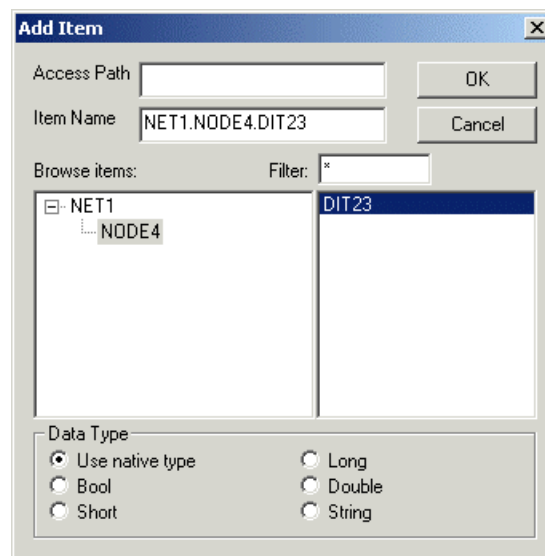 Add Item
Access Path
OK
Item Name NET1.NODE4.DIT23
Cancel
Browse items: Filter: *
NET1
NODE4
DIT23
Data Type
Use native type Long
Bool Double
Short String